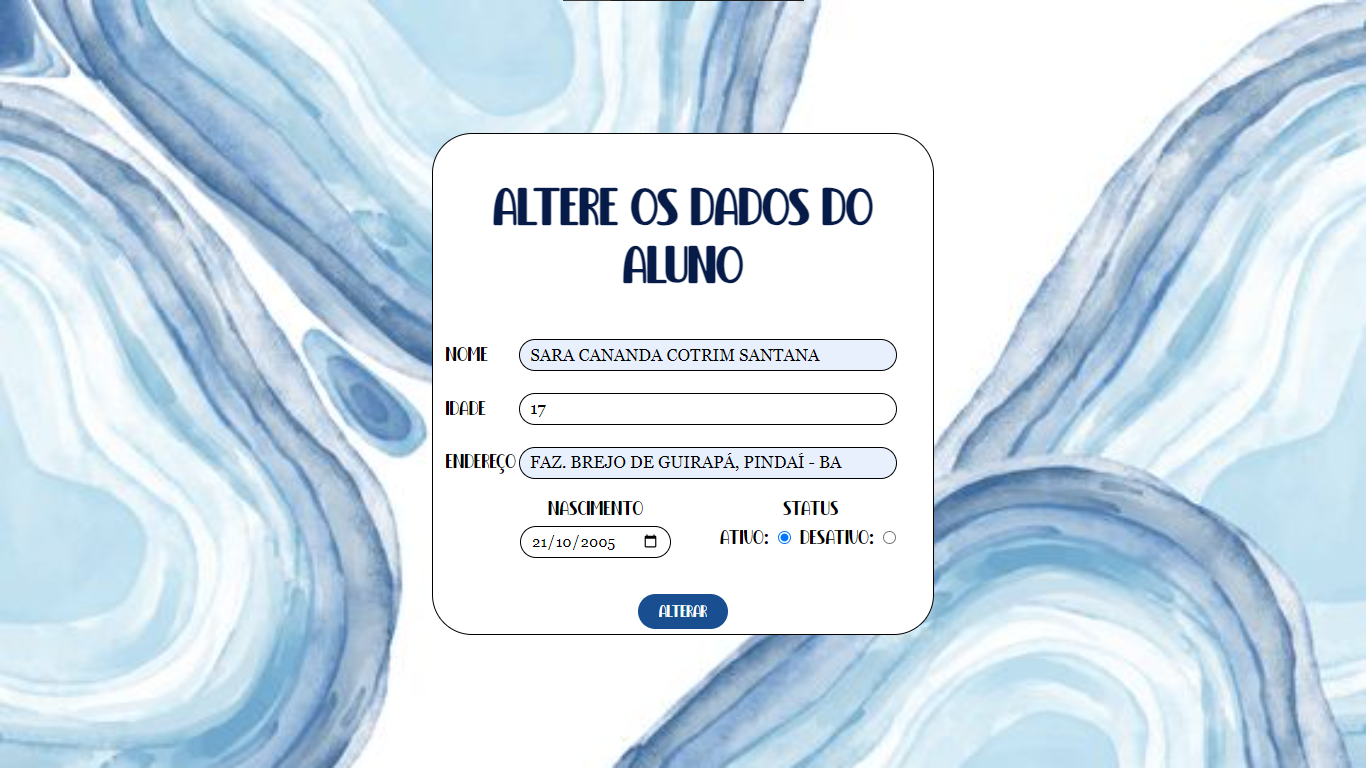 ALTERE OS DADOS DO
ALUNO
NOME SARA CANANDA COTRIM SANTANA
IDADE 17
ENDEREÇO FAZ. BREJO DE GUIRAPÁ, PINDAÍ - BA
NASCIMENTO STATUS
21/10/2005 ATIVO: DESATIVO:
ALTERAR